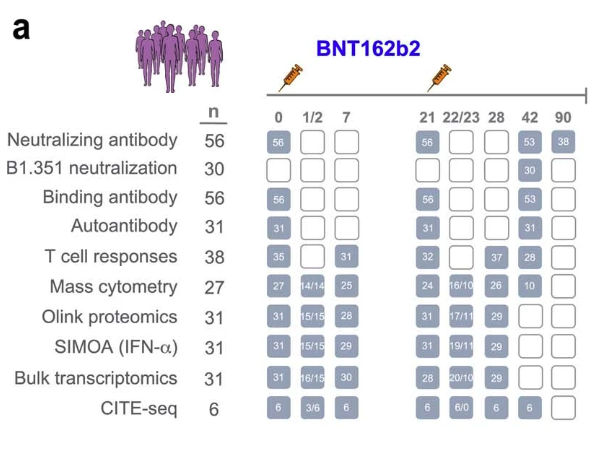 a
BNT162b2
n 0 1/2 7 21 22/23 28 42 90
Neutralizing antibody 56 56 56 53 38
B1.351 neutralization 30 30
Binding antibody 56 56 56 53
Autoantibody 31 31 31 31
T cell responses 38 35 31 32 37 28
Mass cytometry 27 27 14/14 25 24 16/10 26 10
Olink proteomics 31 31 15/15 28 31 17/11 29
SIMOA (IFN-α) 31 31 15/15 29 31 19/11 29
Bulk transcriptomics 31 31 16/15 30 28 20/10 29
CITE-seq 6 6 3/6 6 6 6/0 6 6